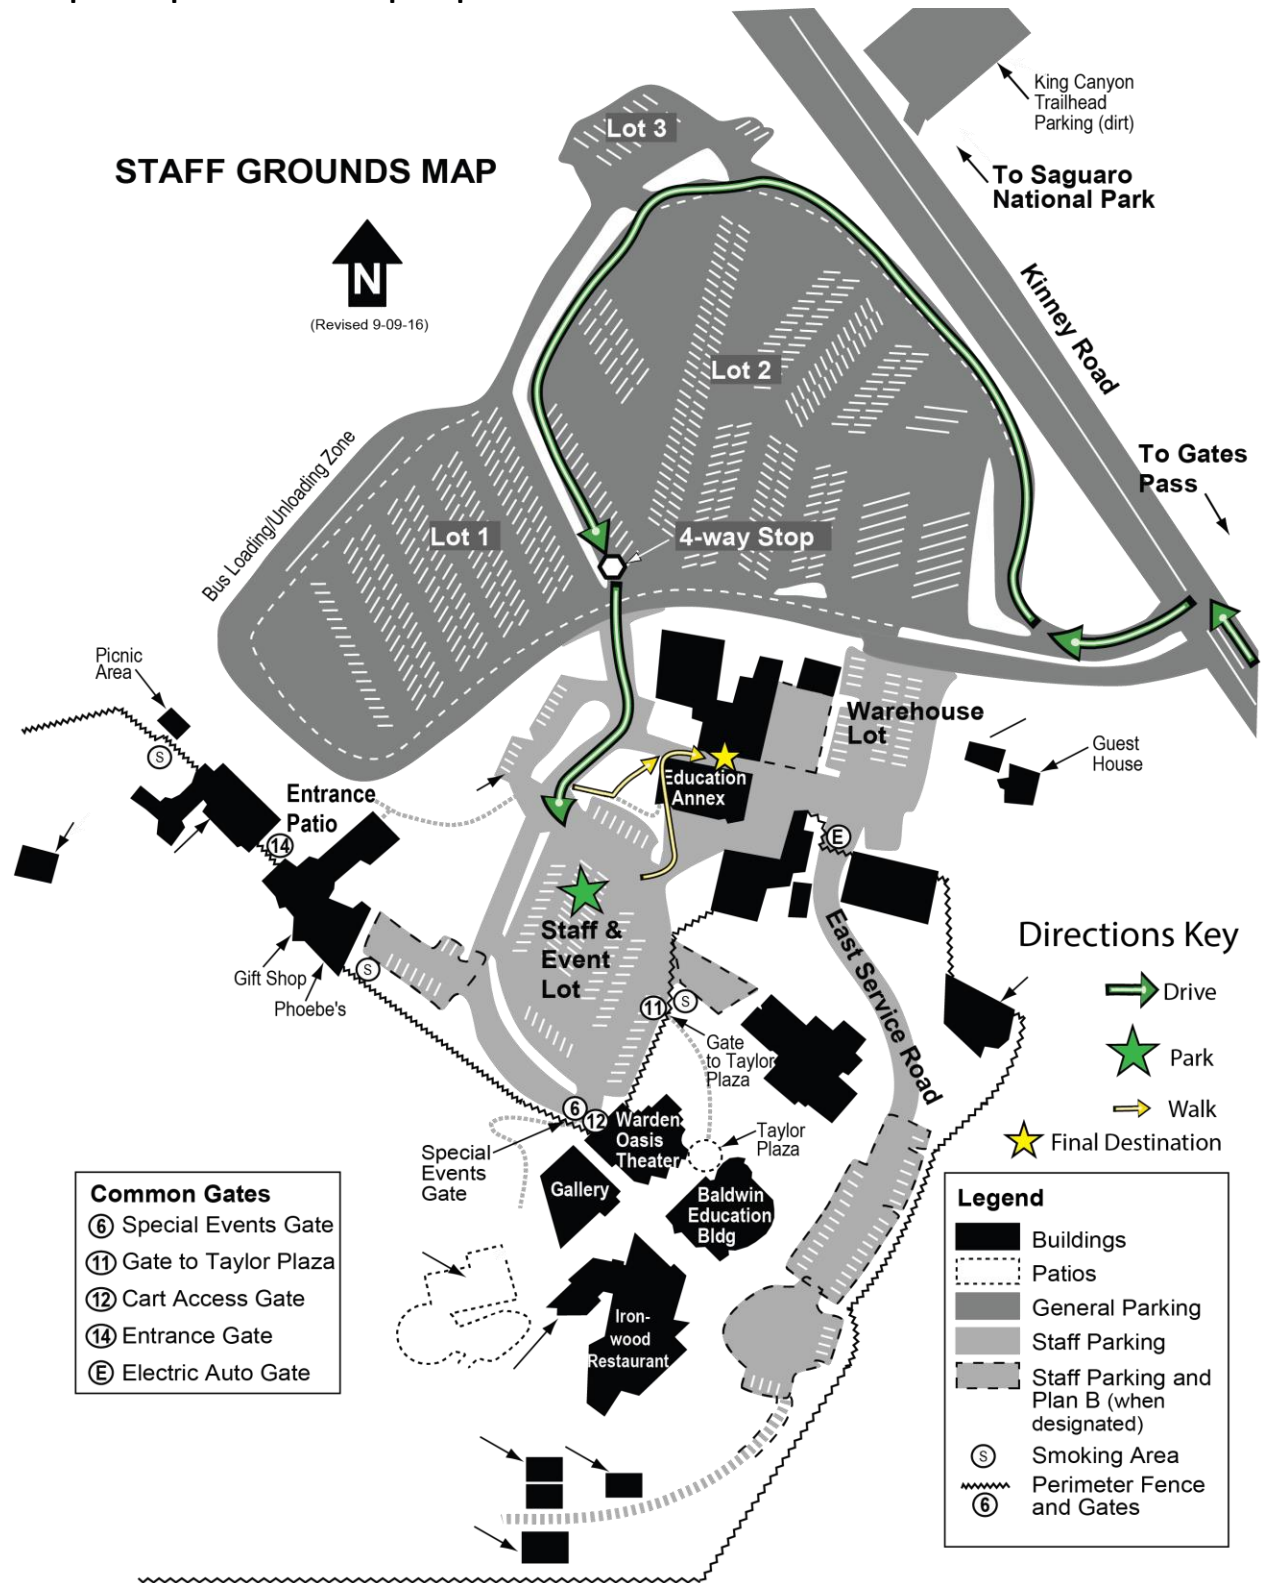 STAFF GROUNDS MAP
N
(Revised 9-09-16)
Lot 3
King Canyon
Trailhead
Parking (dirt)
To Saguaro
National Park
Kinney Road
Lot 2
To Gates
Pass
Bus Loading/Unloading Zone
Lot 1
4-way Stop
Picnic
Area
S
Warehouse
Lot
Guest
House
Education
Annex
Entrance
Patio
14
E
Staff &
Event
Lot
East Service Road
Gift Shop
Phoebe's
S
11
S
Gate
to Taylor
Plaza
Directions Key
Drive
Park
Walk
Final Destination
6
12
Warden
Oasis
Theater
Taylor
Plaza
Special
Events
Gate
Gallery
Baldwin
Education
Bldg
Iron-
wood
Restaurant
Common Gates
6 Special Events Gate
11 Gate to Taylor Plaza
12 Cart Access Gate
14 Entrance Gate
E Electric Auto Gate
Legend
Buildings
Patios
General Parking
Staff Parking
Staff Parking and
Plan B (when
designated)
S Smoking Area
Perimeter Fence
6 and Gates